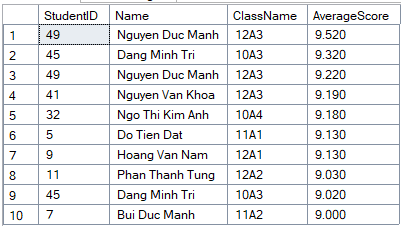 StudentID Name ClassName AverageScore
1 49 Nguyen Duc Manh 12A3 9.520
2 45 Dang Minh Tri 10A3 9.320
3 49 Nguyen Duc Manh 12A3 9.220
4 41 Nguyen Van Khoa 12A3 9.190
5 32 Ngo Thi Kim Anh 10A4 9.180
6 5 Do Tien Dat 11A1 9.130
7 9 Hoang Van Nam 12A1 9.130
8 11 Phan Thanh Tung 12A2 9.030
9 45 Dang Minh Tri 10A3 9.020
10 7 Bui Duc Manh 11A2 9.000